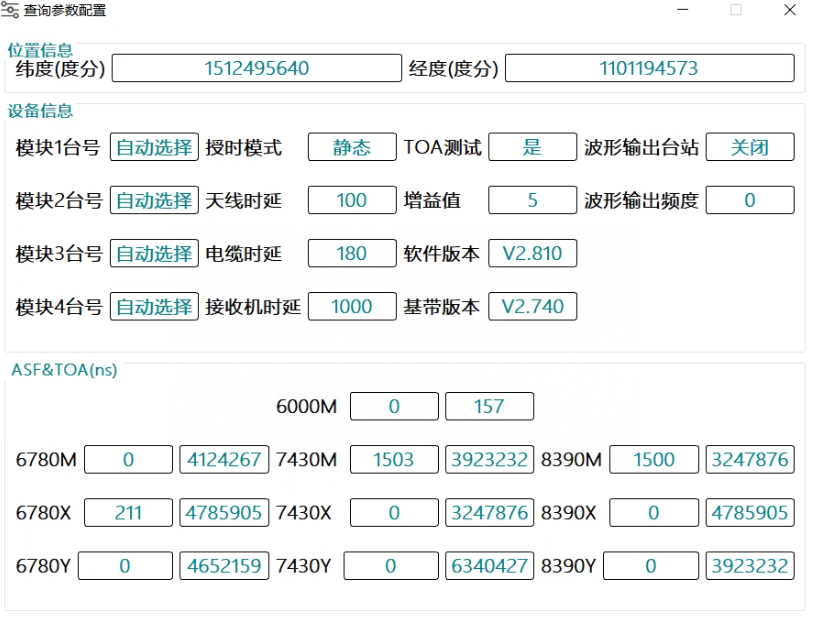 查询参数配置
位置信息
纬度(度分) 1512495640 经度(度分) 1101194573
设备信息
模块1台号 自动选择 授时模式 静态 TOA测试 是 波形输出台站 关闭
模块2台号 自动选择 天线时延 100 增益值 5 波形输出频度 0
模块3台号 自动选择 电缆时延 180 软件版本 V2.810
模块4台号 自动选择 接收机时延 1000 基带版本 V2.740
ASF&TOA(ns)
6000M 0 157
6780M 0 4124267 7430M 1503 3923232 8390M 1500 3247876
6780X 211 4785905 7430X 0 3247876 8390X 0 4785905
6780Y 0 4652159 7430Y 0 6340427 8390Y 0 3923232